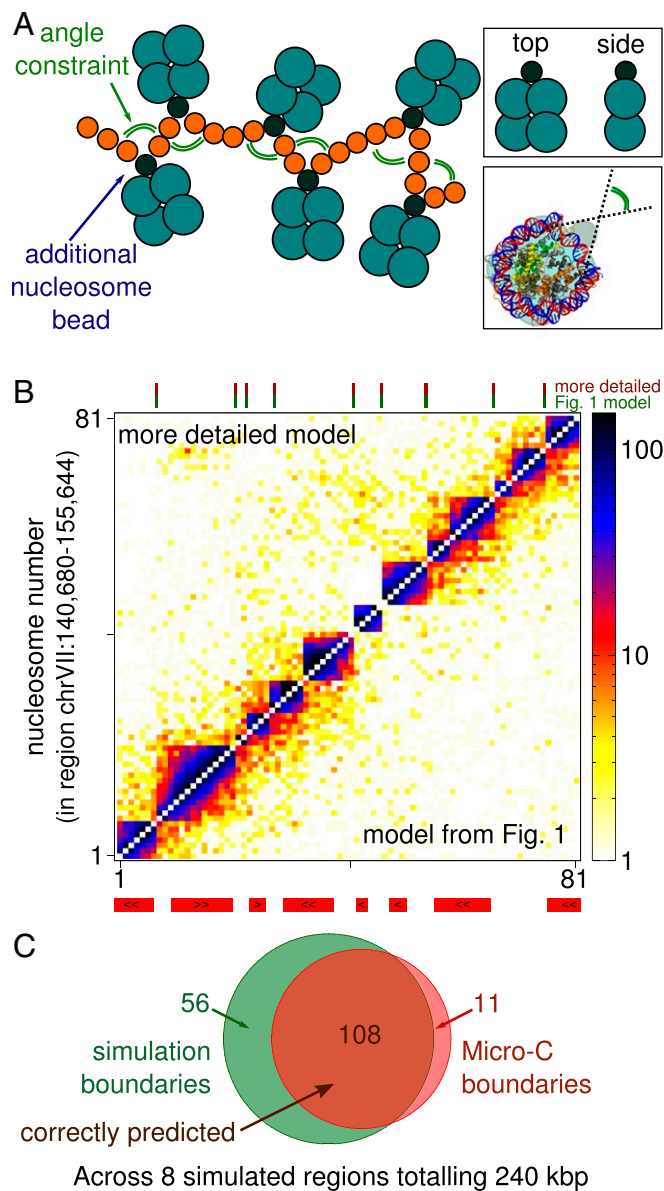 A
angle
constraint
additional
nucleosome
bead
top side
B
more detailed
Fig. 1 model
81
more detailed model
nucleosome number
(in region chrVII:140,680-155,644)
model from Fig. 1
1
1 81
100
10
1
<< >> > << < < << <<
C
56
108
11
simulation
boundaries
Micro-C
boundaries
correctly predicted
Across 8 simulated regions totalling 240 kbp